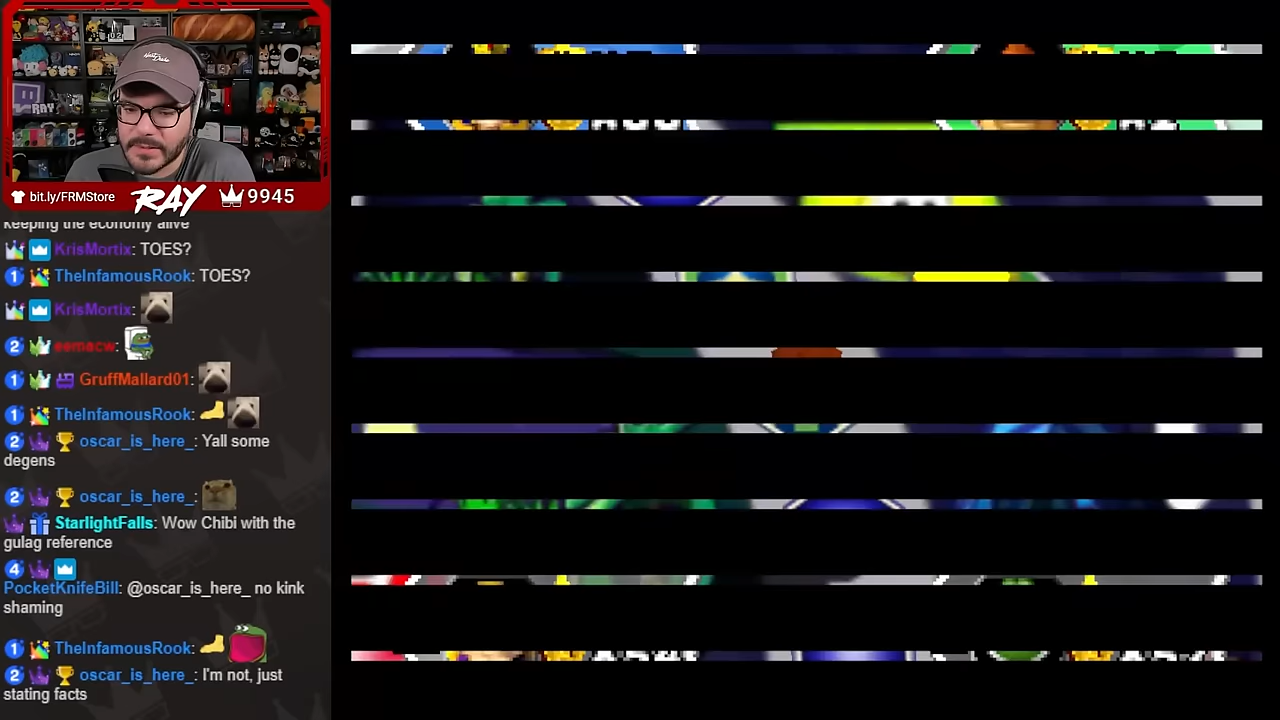 bit.ly/FRMStore RAY 9945
keeping the economy alive
KrisMortix: TOES?
TheInfamousRook: TOES?
KrisMortix:
eemacw:
GruffMallard01:
TheInfamousRook:
oscar_is_here_: Yall some
degens
oscar_is_here_:
StarlightFalls: Wow Chibi with the
gulag reference
PocketKnifeBill: @oscar_is_here_ no kink
shaming
TheInfamousRook:
oscar_is_here_: I'm not, just
stating facts